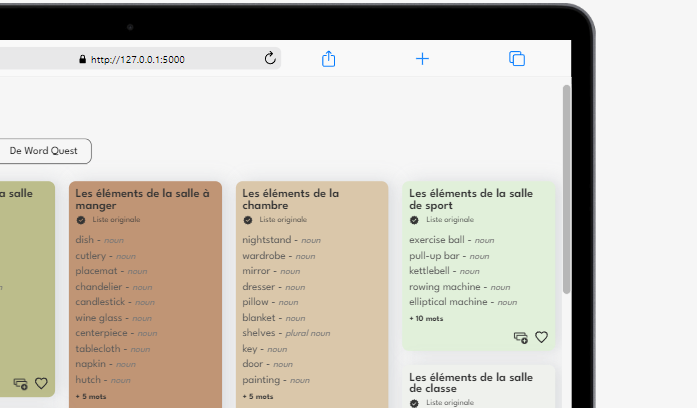 http://127.0.0.1:5000
De Word Quest
a salle
n
Les éléments de la salle à
manger
Liste originale
dish - noun
cutlery - noun
placemat - noun
chandelier - noun
candlestick - noun
wine glass - noun
centerpiece - noun
tablecloth - noun
napkin - noun
hutch - noun
+ 5 mots
Les éléments de la
chambre
Liste originale
nightstand - noun
wardrobe - noun
mirror - noun
dresser - noun
pillow - noun
blanket - noun
shelves - plural noun
key - noun
door - noun
painting - noun
+ 5 mots
Les éléments de la salle
de sport
Liste originale
exercise ball - noun
pull-up bar - noun
kettlebell - noun
rowing machine - noun
elliptical machine - noun
+ 10 mots
Les éléments de la salle
de classe
Liste originale